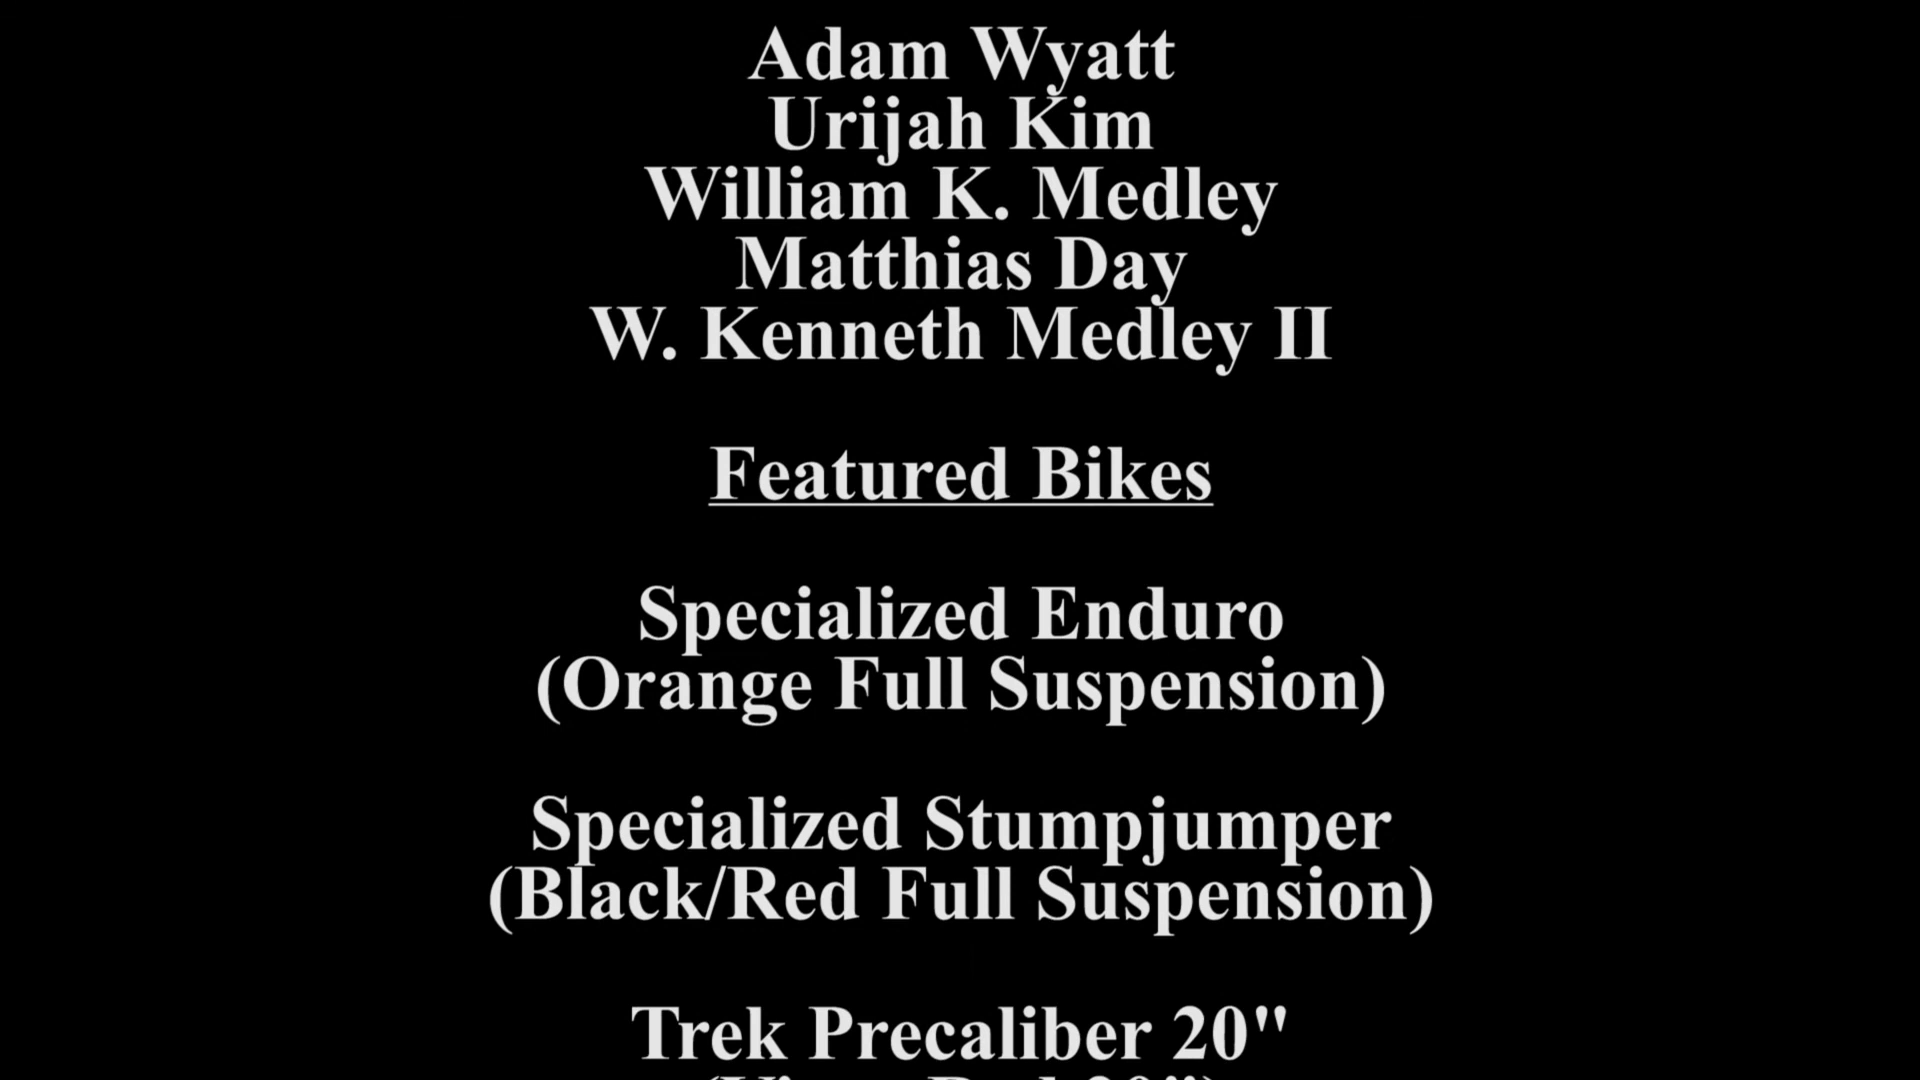 Adam Wyatt
Urijah Kim
William K. Medley
Matthias Day
W. Kenneth Medley II
Featured Bikes
Specialized Enduro
(Orange Full Suspension)
Specialized Stumpjumper
(Black/Red Full Suspension)
Trek Precaliber 20"